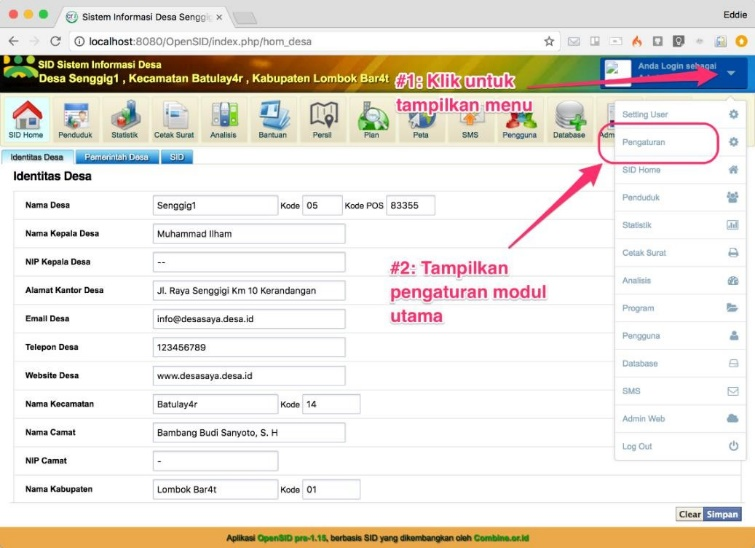 Sistem Informasi Desa Senggig
Eddie
localhost:8080/OpenSID/index.php/hom_desa
SID Sistem Informasi Desa
Desa Senggig1 , Kecamatan Batulay4r , Kabupaten Lombok Bar4t
Anda Login sebagai
#1: Klik untuk
tampilkan menu
SID Home Penduduk Statistik Cetak Surat Analisis Bantuan Persil Plan Peta SMS Pengguna Database
Identitas Desa Pemerintah Desa SID
Identitas Desa
Nama Desa Senggig1 Kode 05 Kode POS 83355
Nama Kepala Desa Muhammad Ilham
NIP Kepala Desa --
Alamat Kantor Desa Jl. Raya Senggigi Km 10 Kerandangan
Email Desa info@desasaya.desa.id
Telepon Desa 123456789
Website Desa www.desasaya.desa.id
Nama Kecamatan Batulay4r Kode 14
Nama Camat Bambang Budi Sanyoto, S. H
NIP Camat -
Nama Kabupaten Lombok Bar4t Kode 01
#2: Tampilkan
pengaturan modul
utama
Setting User
Pengaturan
SID Home
Penduduk
Statistik
Cetak Surat
Analisis
Program
Pengguna
Database
SMS
Admin Web
Log Out
Clear Simpan
Aplikasi OpenSID pre-1.15, berbasis SID yang dikembangkan oleh Combine.or.id